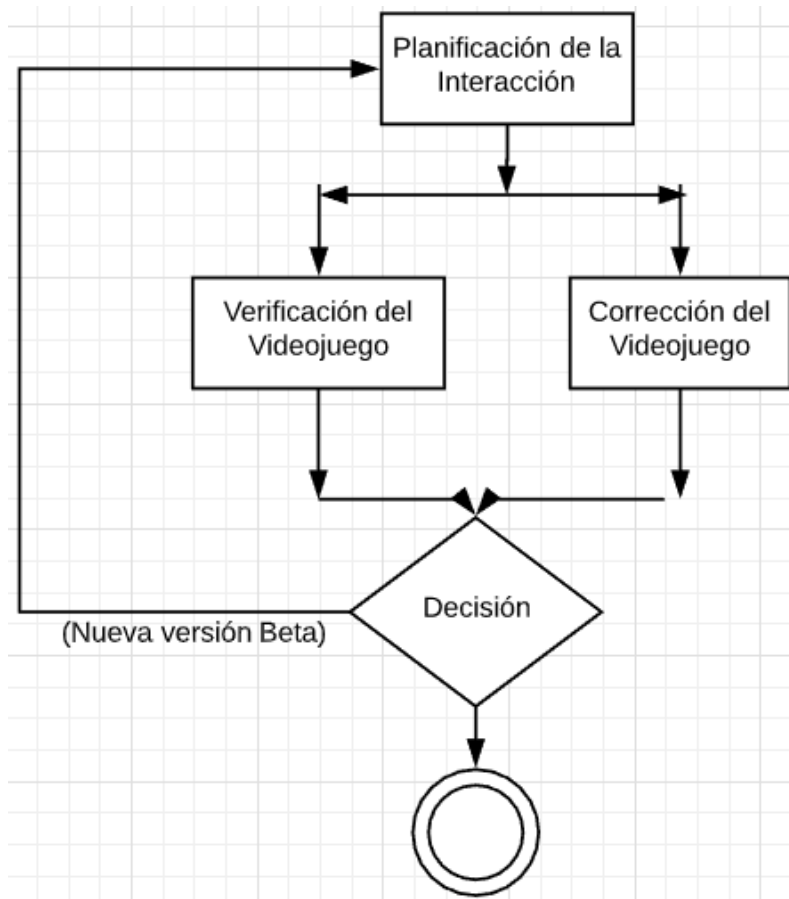 Planificación de la
Interacción
Verificación del
Videojuego
Corrección del
Videojuego
Decisión
(Nueva versión Beta)